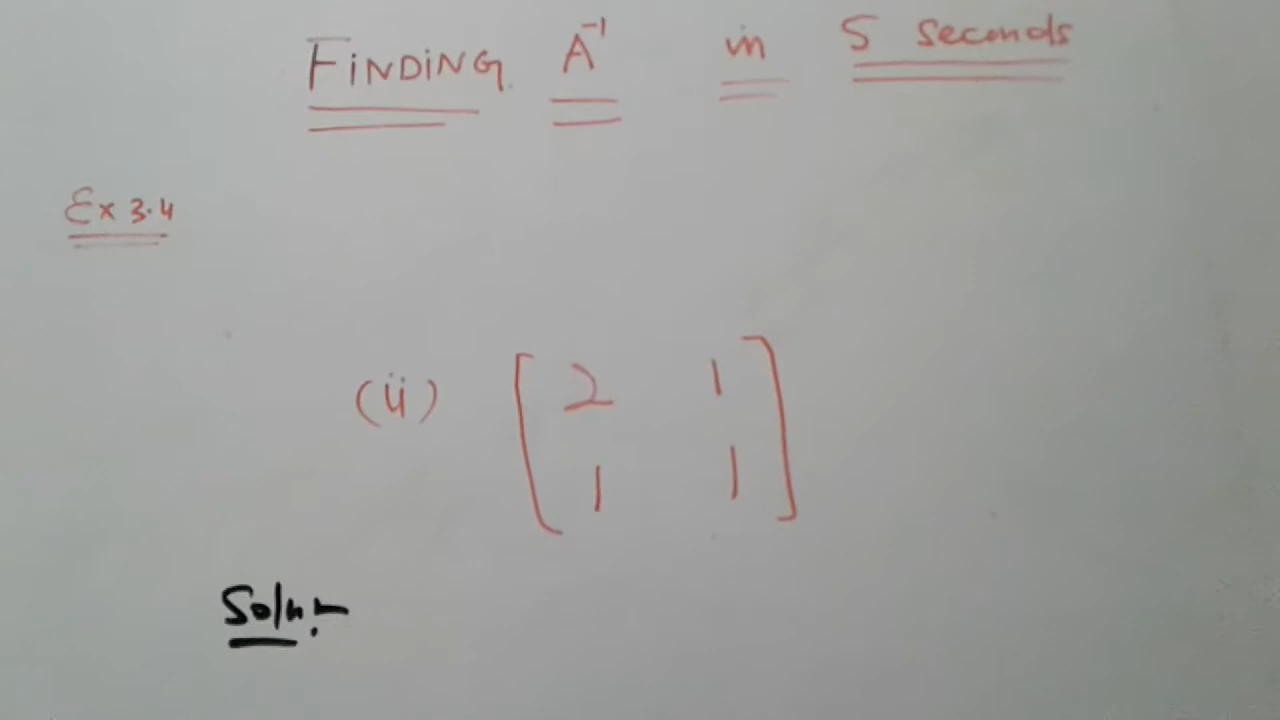 FINDING A⁻¹ in 5 seconds
Ex 3.4
(ii) [2 1
1 1]
Soln:-